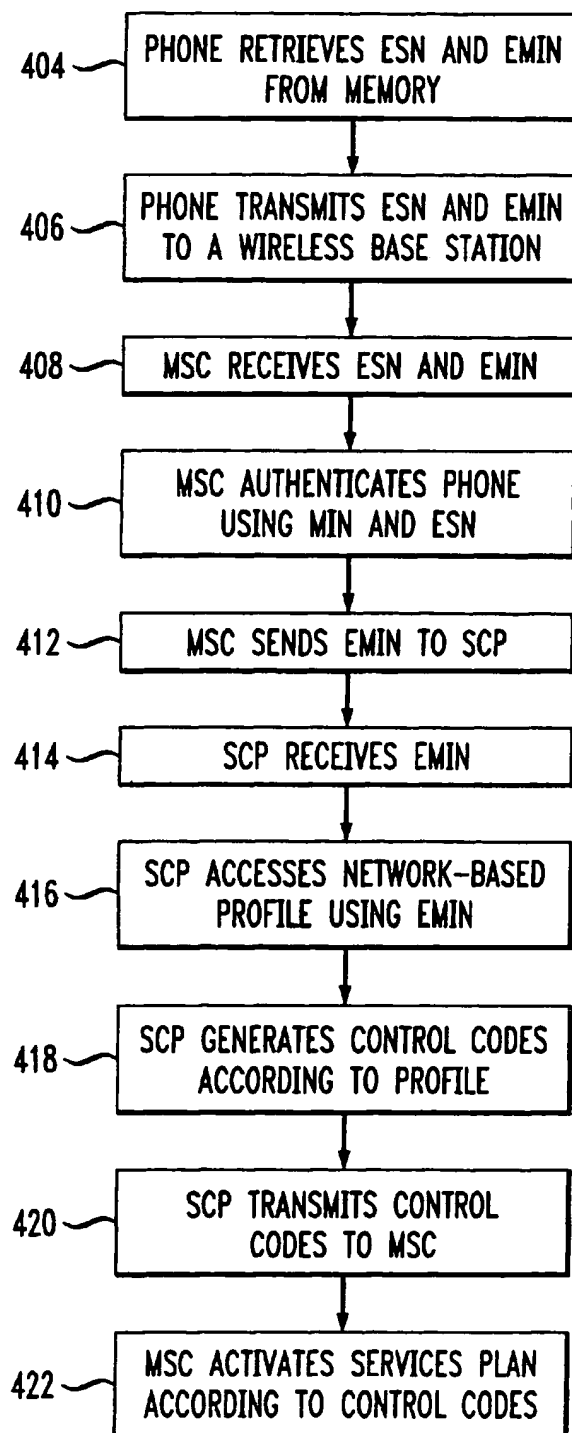 404
PHONE RETRIEVES ESN AND EMIN
FROM MEMORY
406
PHONE TRANSMITS ESN AND EMIN
TO A WIRELESS BASE STATION
408
MSC RECEIVES ESN AND EMIN
410
MSC AUTHENTICATES PHONE
USING MIN AND ESN
412
MSC SENDS EMIN TO SCP
414
SCP RECEIVES EMIN
416
SCP ACCESSES NETWORK-BASED
PROFILE USING EMIN
418
SCP GENERATES CONTROL CODES
ACCORDING TO PROFILE
420
SCP TRANSMITS CONTROL
CODES TO MSC
422
MSC ACTIVATES SERVICES PLAN
ACCORDING TO CONTROL CODES